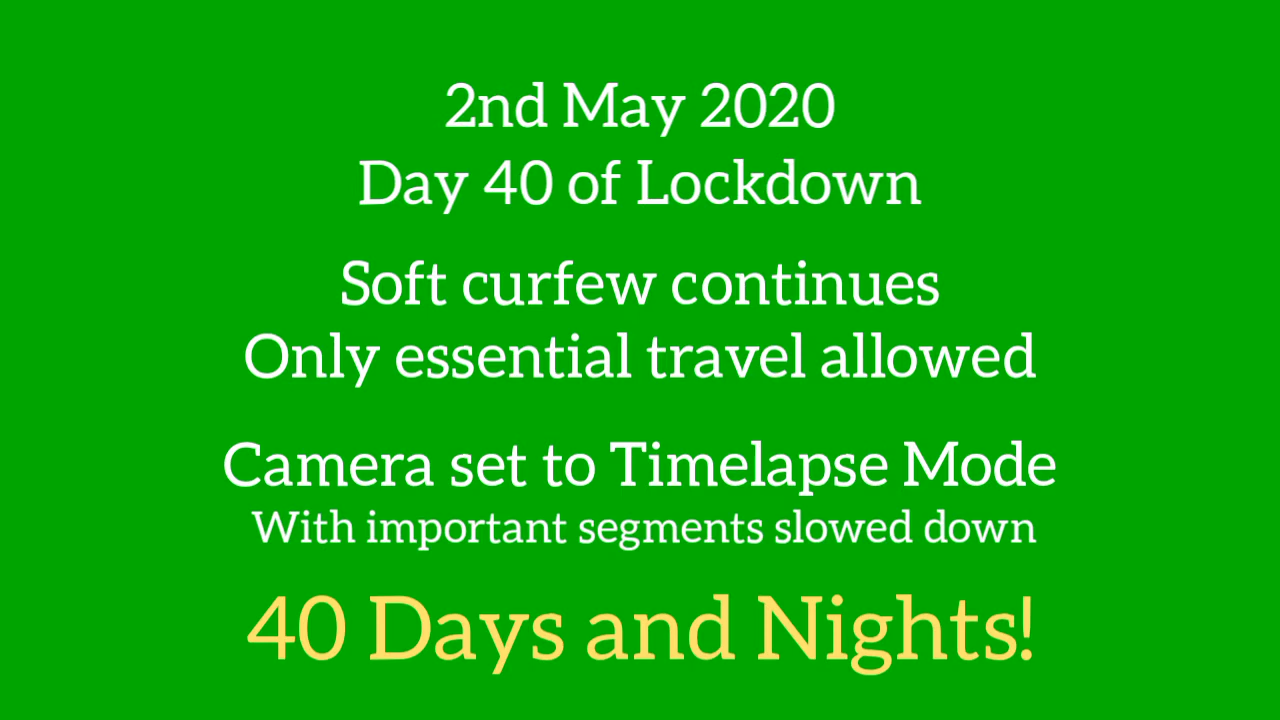 2nd May 2020
Day 40 of Lockdown
Soft curfew continues
Only essential travel allowed
Camera set to Timelapse Mode
With important segments slowed down
40 Days and Nights!